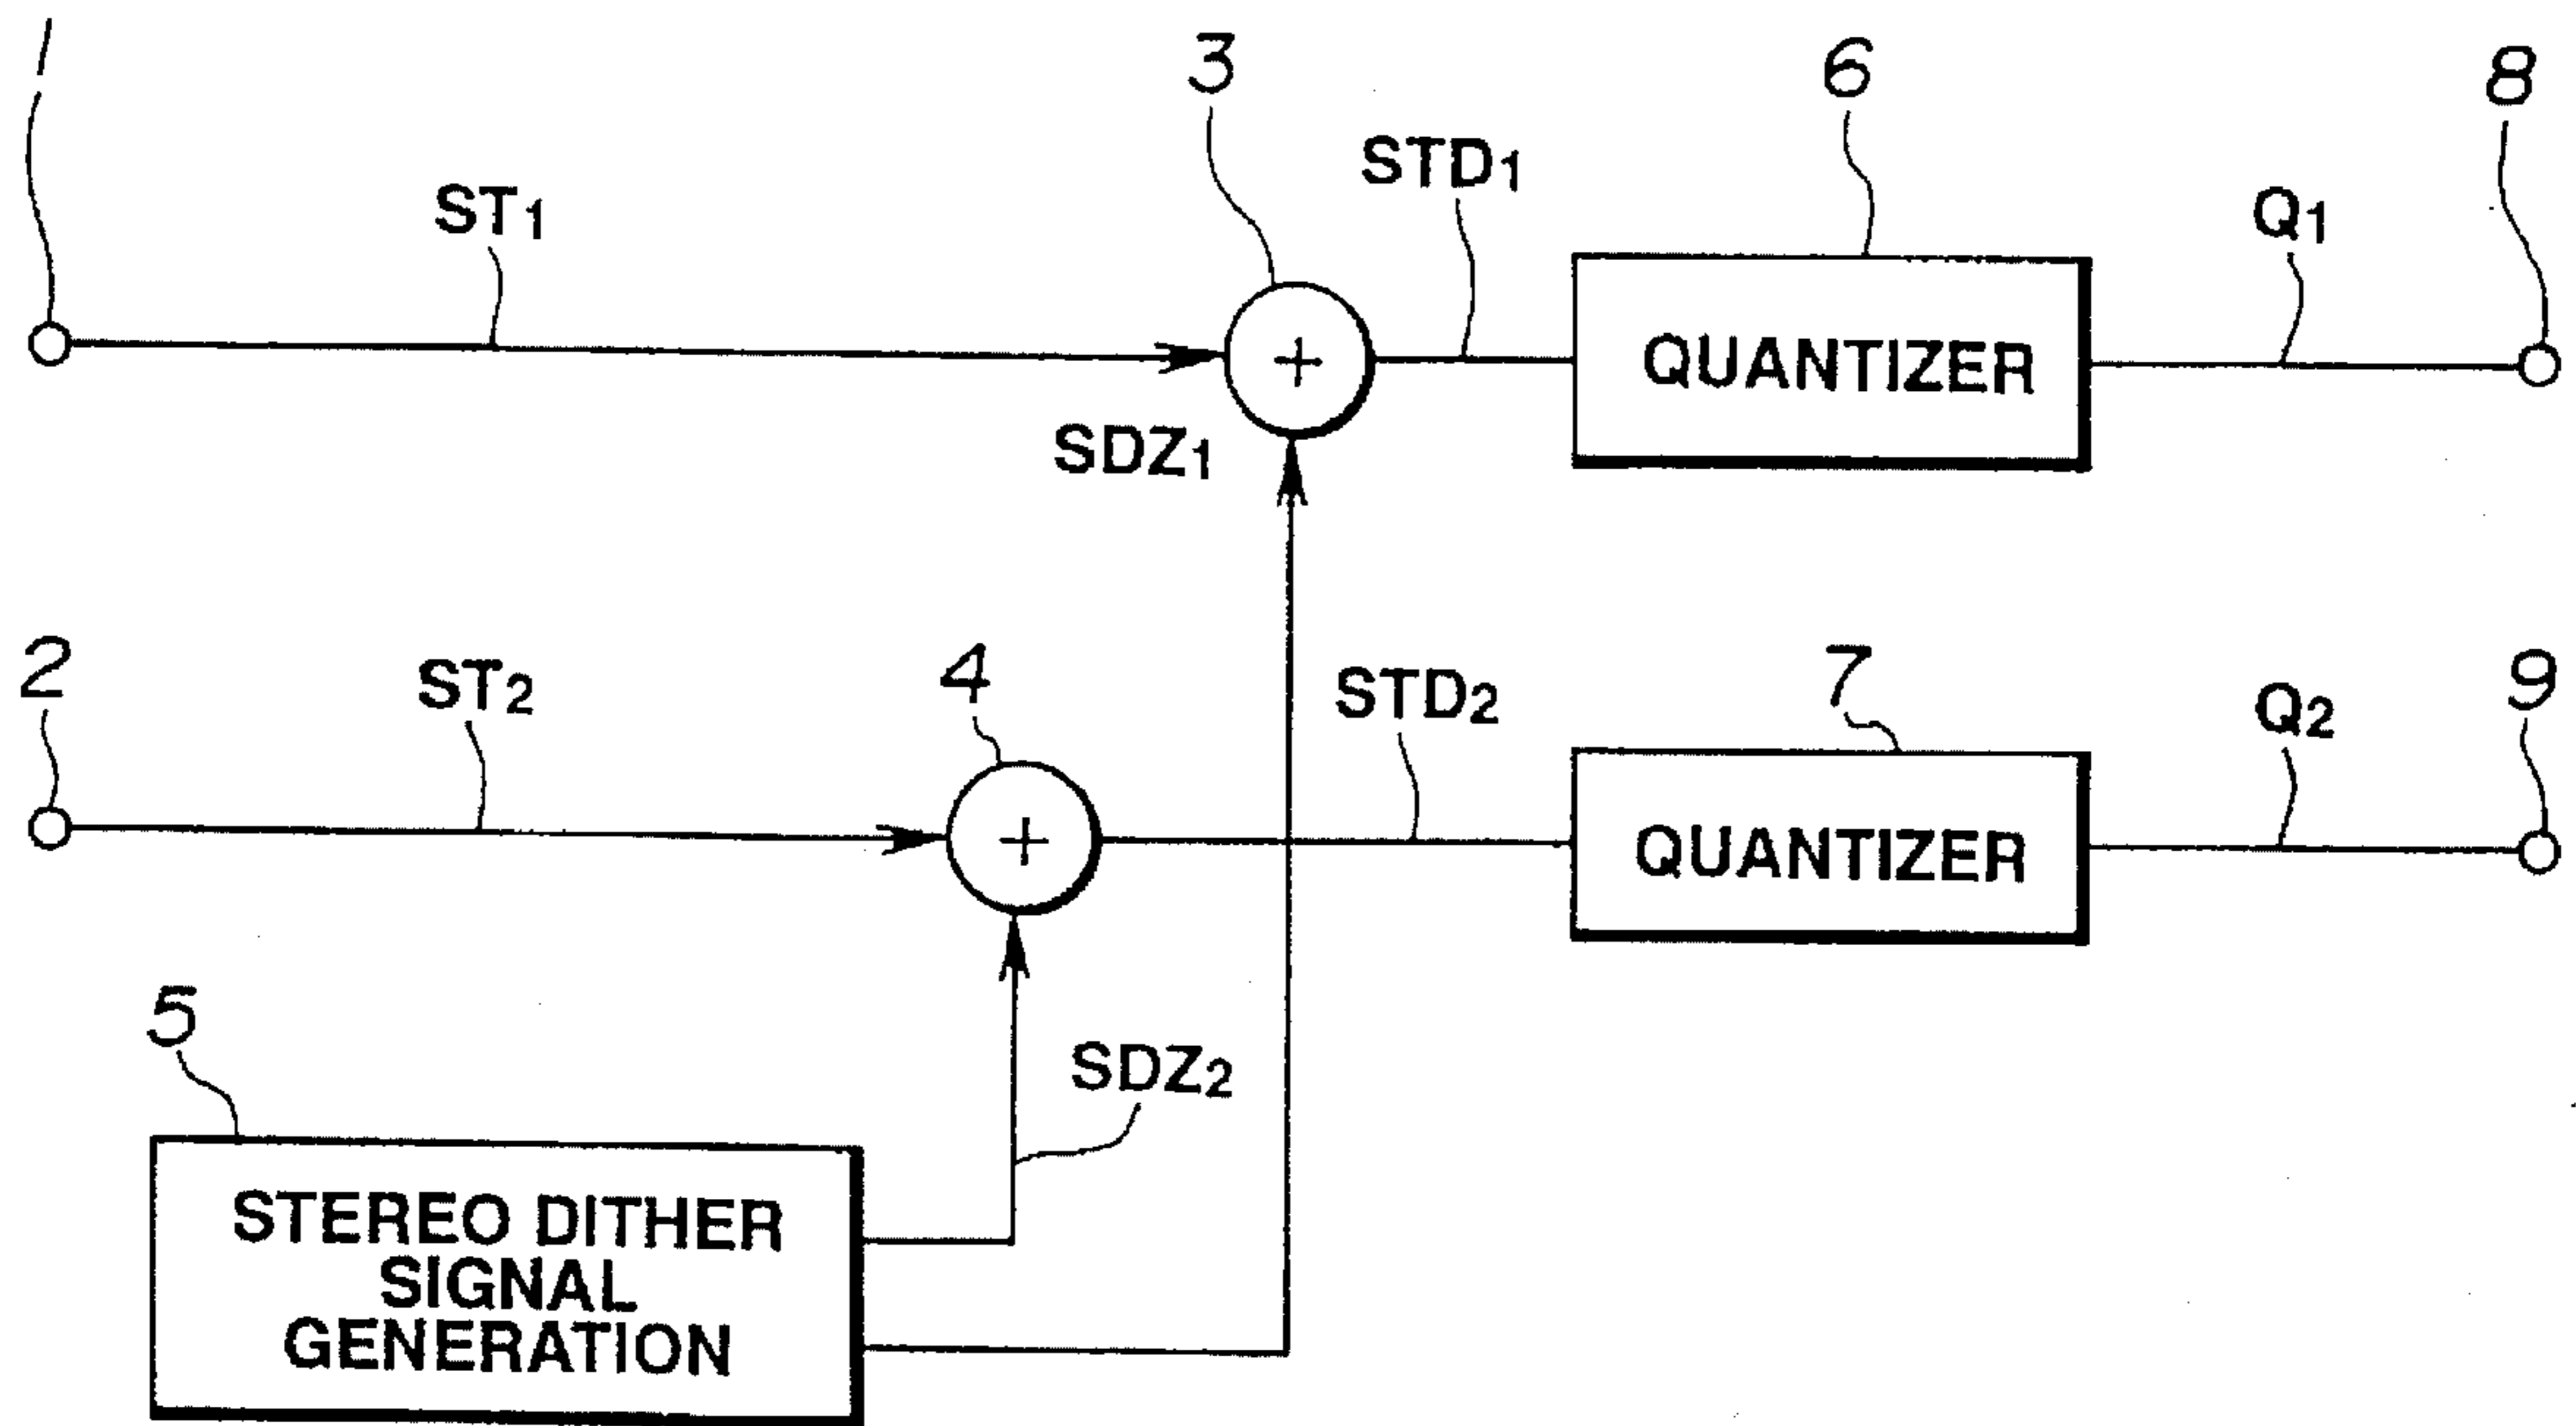 1
3
6
8
ST1
STD1
Q1
QUANTIZER
SDZ1
2
ST2
4
STD2
7
Q2
9
QUANTIZER
5
SDZ2
STEREO DITHER
SIGNAL
GENERATION